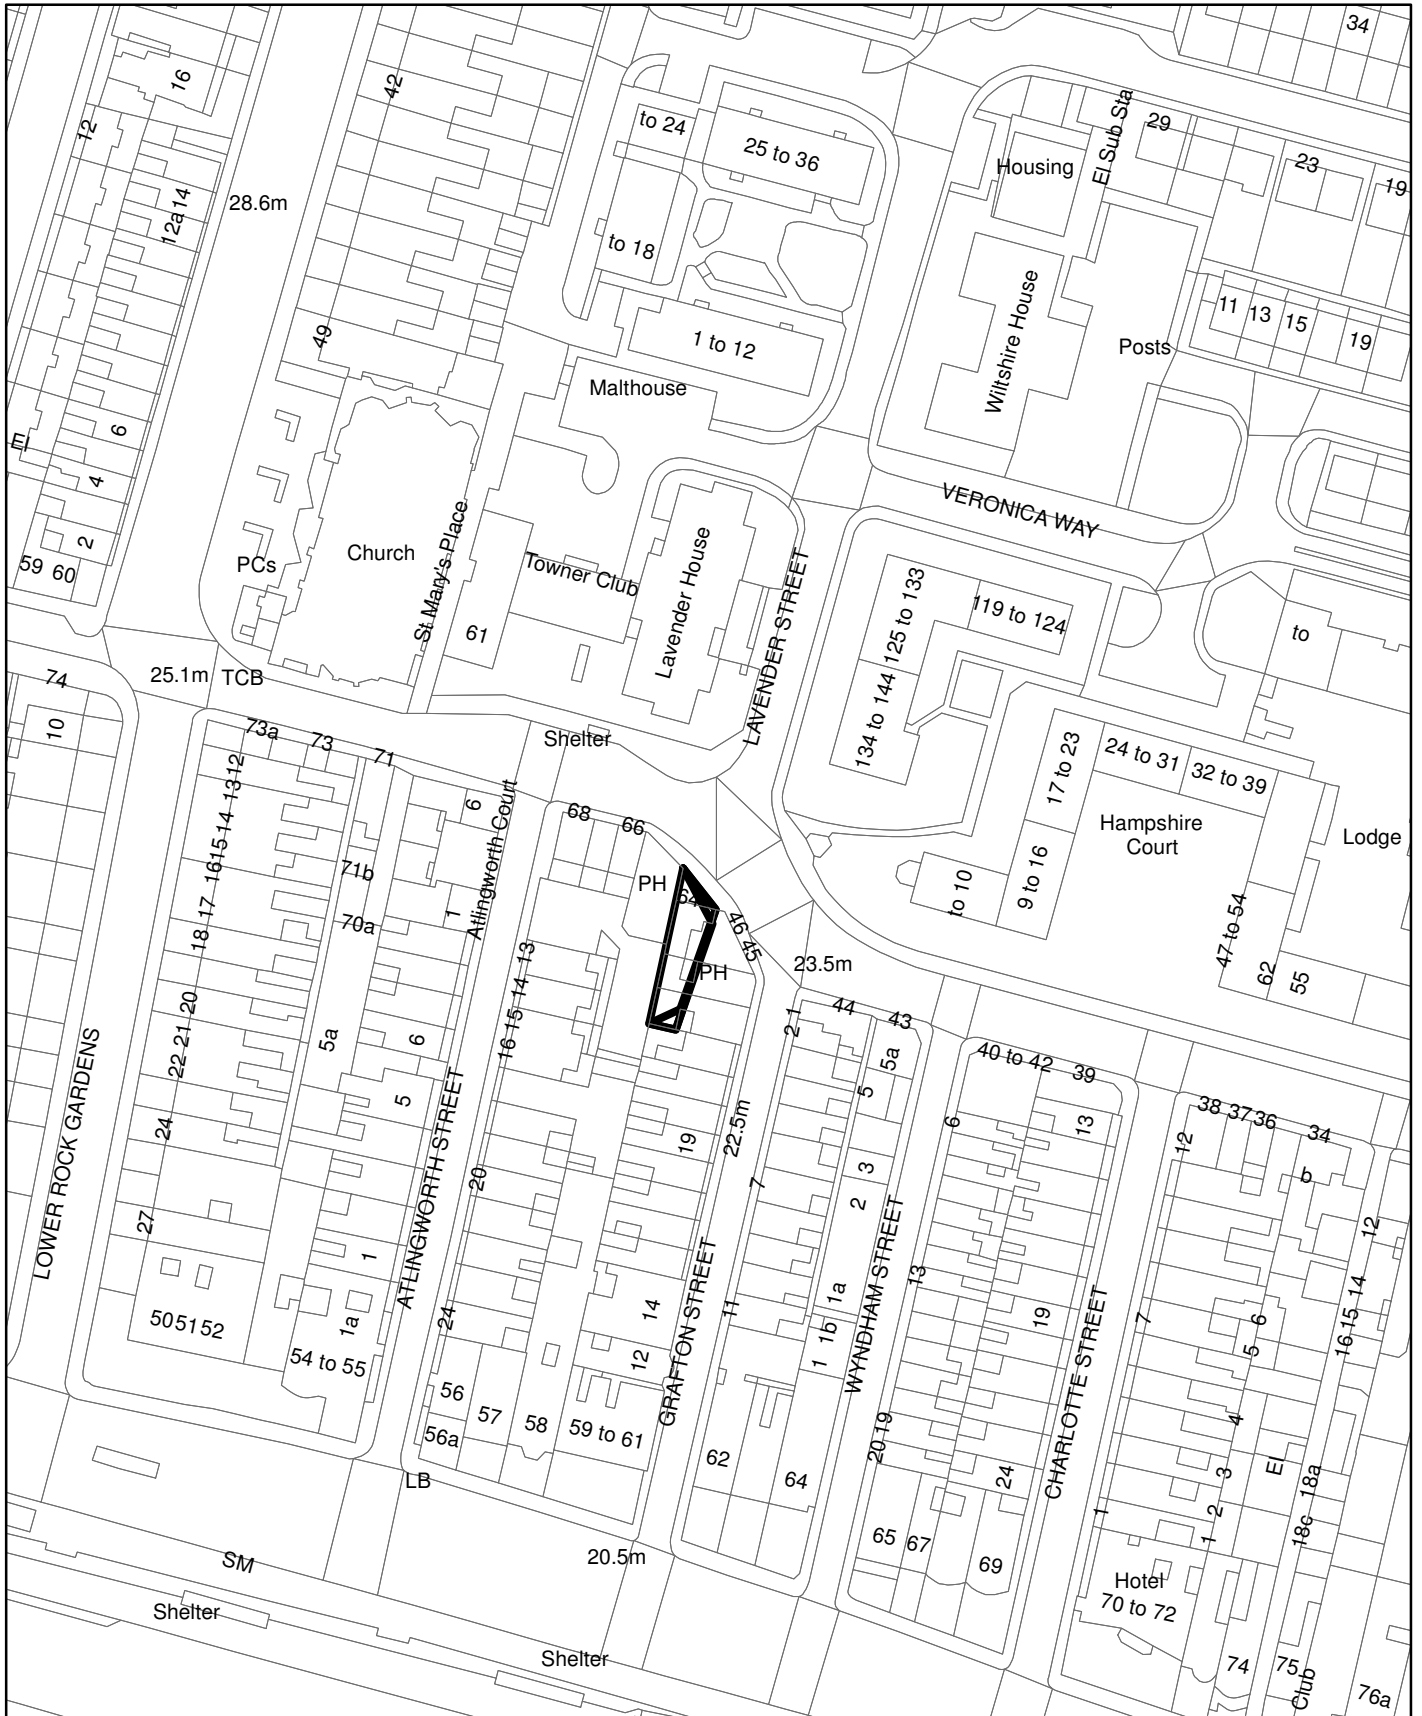 34
16
42
12
to 24
25 to 36
Housing
El Sub Sta
29
23
19
14
12a
28.6m
to 18
Wiltshire House
11
13
15
19
49
1 to 12
Posts
Malthouse
6
El
4
VERONICA WAY
2
59
60
PCs
Church
St Mary's Place
Towner Club
Lavender House
LAVENDER STREET
125 to 133
119 to 124
61
to
74
25.1m
TCB
134 to 144
10
73a
73
71
Shelter
17 to 23
24 to 31
32 to 39
12
13
14
15
16
17
18
20
21
22
24
27
6
Atlingworth Court
68
66
Hampshire
Court
Lodge
71b
70a
1
PH
64
46
45
to 10
9 to 16
47 to 54
62
55
13
14
15
16
PH
23.5m
5a
6
5
2
1
44
43
5a
5
40 to 42
39
13
6
38
37
36
34
b
12
12
LOWER ROCK GARDENS
ATLINGWORTH STREET
20
19
22.5m
7
3
2
1
1a
50
51
52
54 to 55
24
14
12
GRAFTON STREET
11
1a
1b
1
WYNDHAM STREET
13
19
CHARLOTTE STREET
7
6
5
14
15
16
56
56a
57
58
59 to 61
62
64
20
19
24
4
3
2
1
El
18a
18c
LB
65
67
69
1
SM
20.5m
Hotel
70 to 72
Shelter
Shelter
74
75
Club
76a